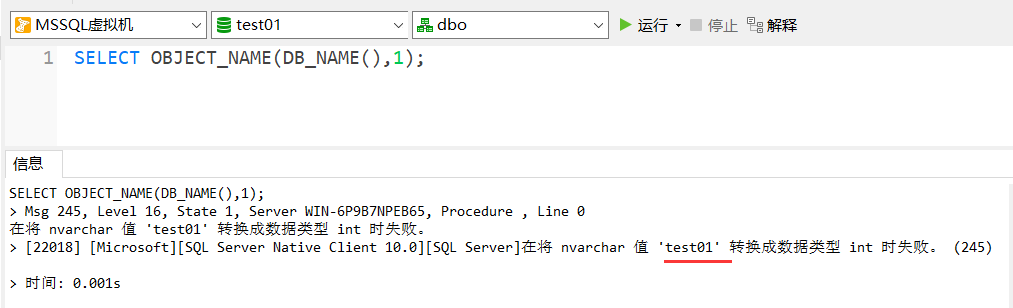 MSSQL虚拟机 test01 dbo 运行 停止 解释
1 SELECT OBJECT_NAME(DB_NAME(),1);
信息
SELECT OBJECT_NAME(DB_NAME(),1);
> Msg 245, Level 16, State 1, Server WIN-6P9B7NPEB65, Procedure , Line 0
在将 nvarchar 值 'test01' 转换成数据类型 int 时失败。
> [22018] [Microsoft][SQL Server Native Client 10.0][SQL Server]在将 nvarchar 值 'test01' 转换成数据类型 int 时失败。 (245)
> 时间: 0.001s